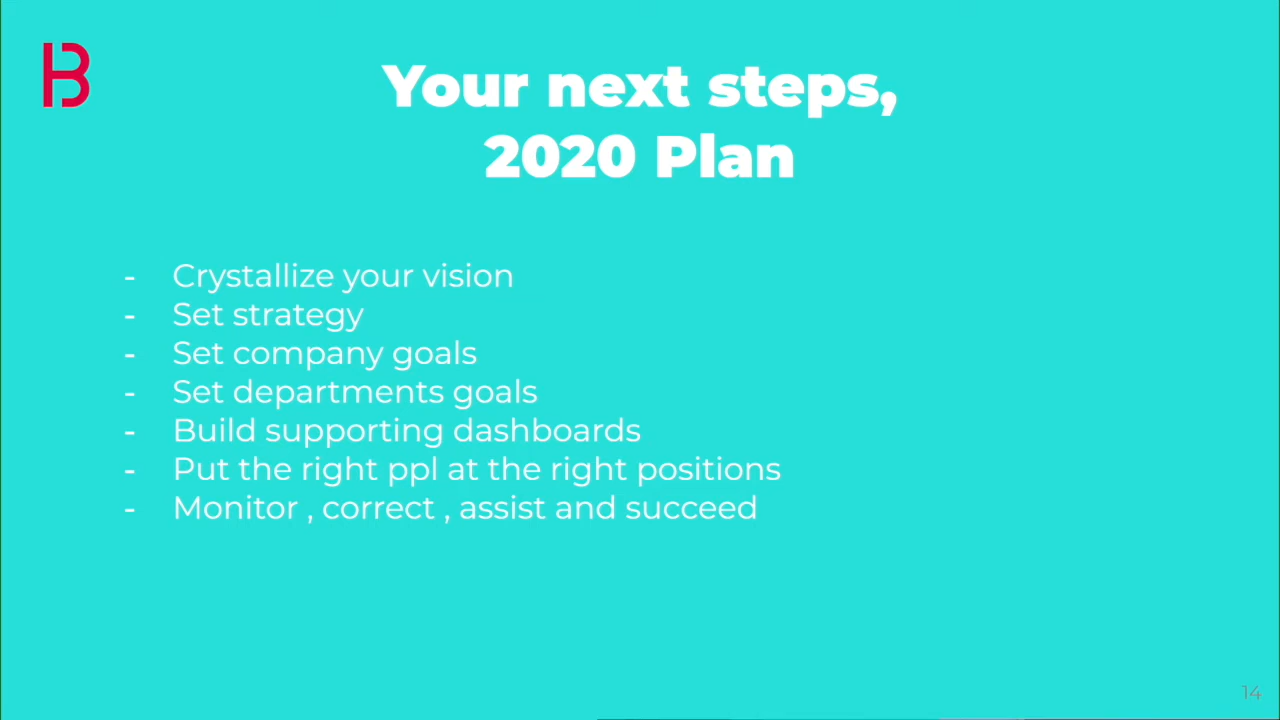 B
Your next steps,
2020 Plan
- Crystallize your vision
- Set strategy
- Set company goals
- Set departments goals
- Build supporting dashboards
- Put the right ppl at the right positions
- Monitor , correct , assist and succeed
14